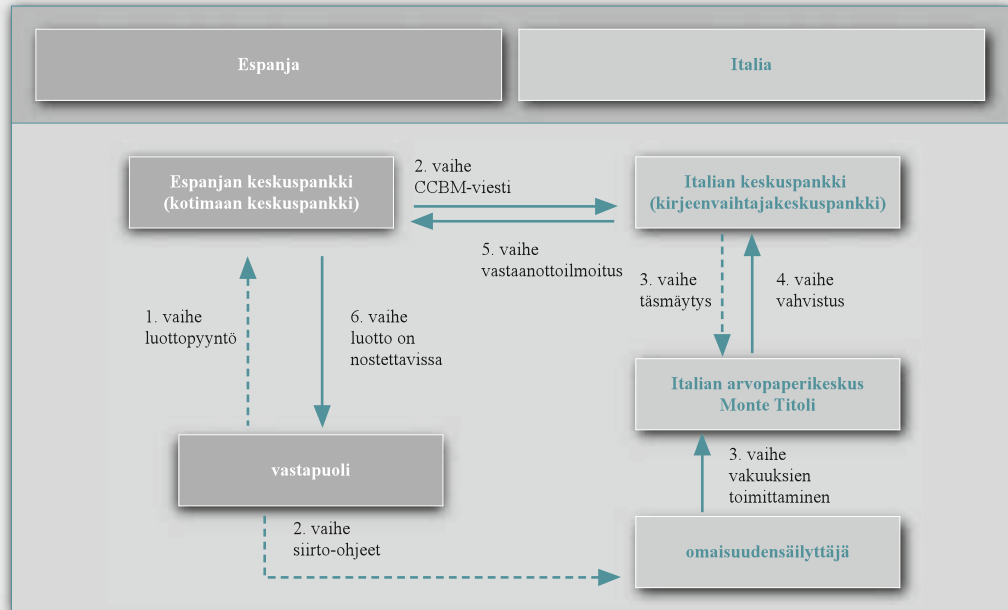 Espanja
Italia
Espanjan keskuspankki
(kotimaan keskuspankki)
2. vaihe
CCBM-viesti
Italian keskuspankki
(kirjeenvaihtajakeskuspankki)
5. vaihe
vastaanottoilmoitus
3. vaihe
täsmäytys
4. vaihe
vahvistus
1. vaihe
luottopyyntö
6. vaihe
luotto on
nostettavissa
Italian arvopaperikeskus
Monte Titoli
vastapuoli
3. vaihe
vakuuksien
toimittaminen
2. vaihe
siirto-ohjeet
omaisuudensäilyttäjä